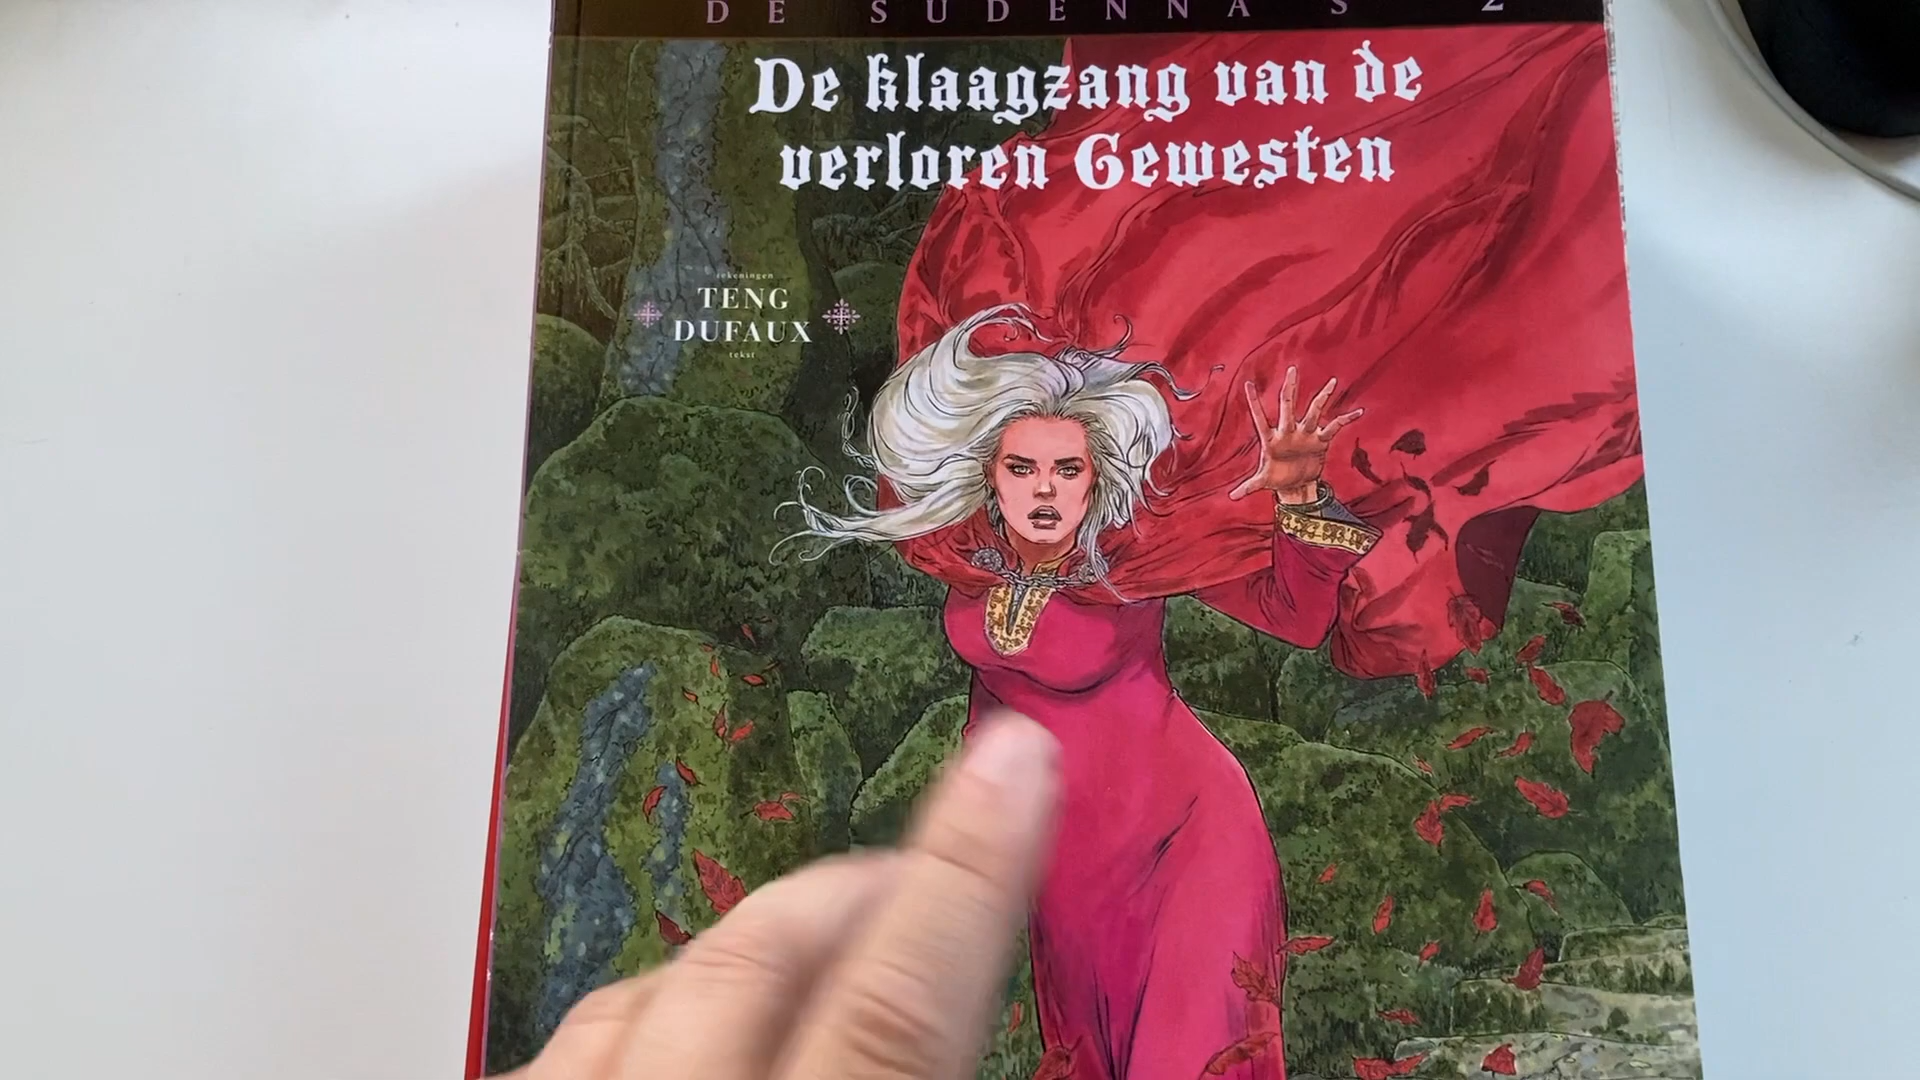 DE SUDENNA'S 2
De klaagzang van de
verloren Gewesten
tekeningen
TENG
DUFAUX
tekst